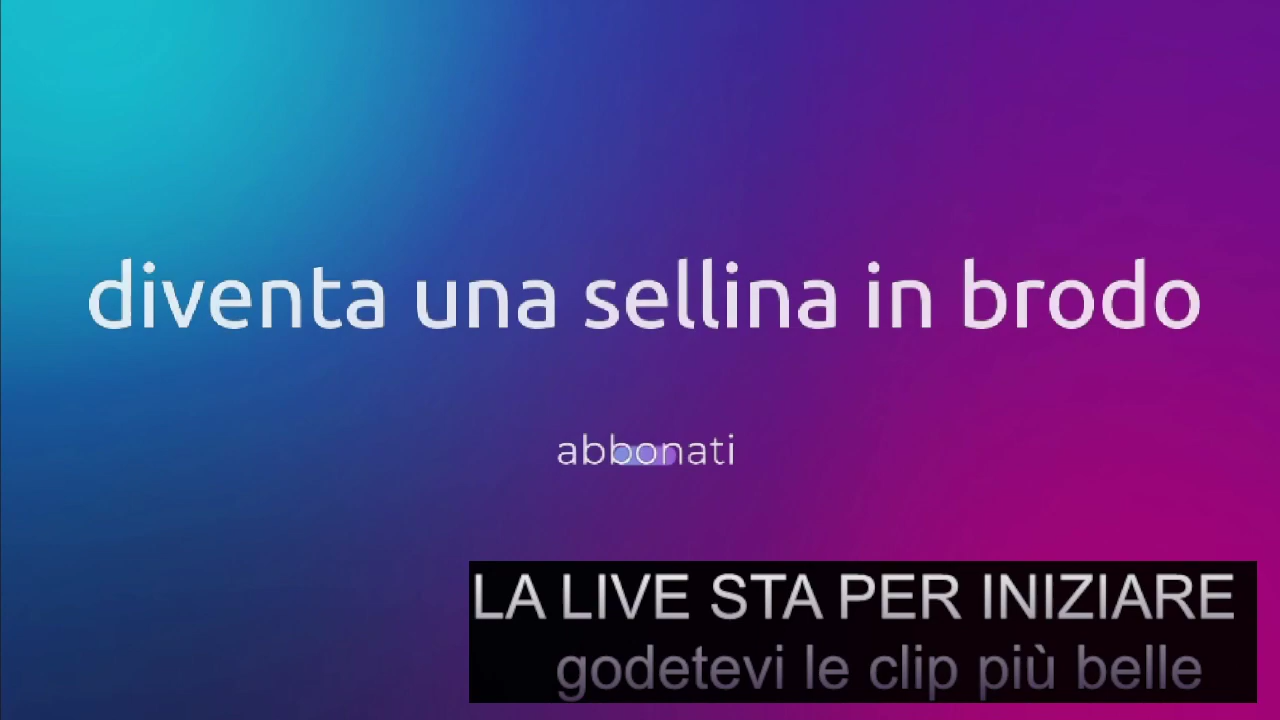 diventa una sellina in brodo
abbonati
LA LIVE STA PER INIZIARE
godetevi le clip più belle